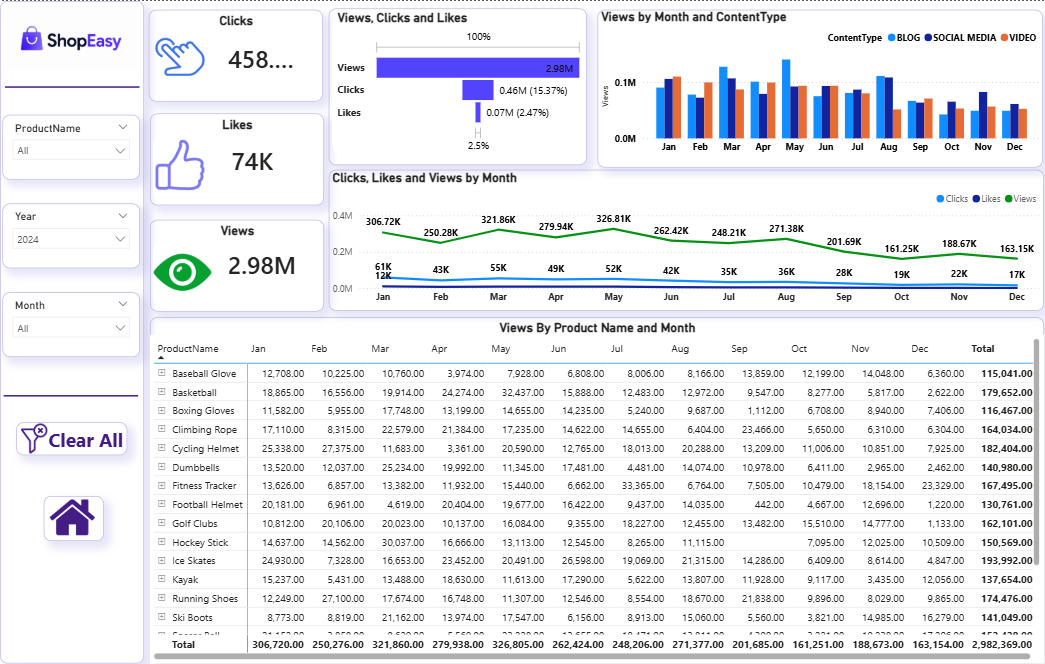 ShopEasy
ProductName
All
Year
2024
Month
All
Clear All
Clicks
458....
Likes
74K
Views
2.98M
Views, Clicks and Likes
100%
Views 2.98M
Clicks 0.46M (15.37%)
Likes 0.07M (2.47%)
2.5%
Views by Month and ContentType
ContentType BLOG SOCIAL MEDIA VIDEO
Views
0.1M
0.0M
Jan Feb Mar Apr May Jun Jul Aug Sep Oct Nov Dec
Clicks, Likes and Views by Month
Clicks Likes Views
0.4M
0.2M
0.0M
306.72K 250.28K 321.86K 279.94K 326.81K 262.42K 248.21K 271.38K 201.69K 161.25K 188.67K 163.15K
61K 43K 55K 49K 52K 42K 35K 36K 28K 19K 22K 17K
12K
Jan Feb Mar Apr May Jun Jul Aug Sep Oct Nov Dec
Views By Product Name and Month
ProductName Jan Feb Mar Apr May Jun Jul Aug Sep Oct Nov Dec Total
Baseball Glove 12,708.00 10,225.00 10,760.00 3,974.00 7,928.00 6,808.00 8,006.00 8,166.00 13,859.00 12,199.00 14,048.00 6,360.00 115,041.00
Basketball 18,865.00 16,556.00 19,914.00 24,274.00 32,437.00 15,888.00 12,483.00 12,972.00 9,547.00 8,277.00 5,817.00 2,622.00 179,652.00
Boxing Gloves 11,582.00 5,955.00 17,748.00 13,199.00 14,655.00 14,235.00 5,240.00 9,687.00 1,112.00 6,708.00 8,940.00 7,406.00 116,467.00
Climbing Rope 17,110.00 8,315.00 22,579.00 21,384.00 17,235.00 14,622.00 14,655.00 6,404.00 23,466.00 5,650.00 6,310.00 6,304.00 164,034.00
Cycling Helmet 25,338.00 27,375.00 11,683.00 3,361.00 20,590.00 12,765.00 18,013.00 20,288.00 13,209.00 11,006.00 10,851.00 7,925.00 182,404.00
Dumbbells 13,520.00 12,037.00 25,234.00 19,992.00 11,345.00 17,481.00 4,481.00 14,074.00 10,978.00 6,411.00 2,965.00 2,462.00 140,980.00
Fitness Tracker 13,626.00 6,857.00 13,382.00 11,932.00 15,440.00 6,662.00 33,365.00 6,764.00 7,505.00 10,479.00 18,154.00 23,329.00 167,495.00
Football Helmet 20,181.00 6,961.00 4,619.00 20,404.00 19,677.00 16,422.00 9,437.00 14,035.00 442.00 4,667.00 12,696.00 1,220.00 130,761.00
Golf Clubs 10,812.00 20,106.00 20,023.00 10,137.00 16,084.00 9,355.00 18,227.00 12,455.00 13,482.00 15,510.00 14,777.00 1,133.00 162,101.00
Hockey Stick 14,637.00 14,562.00 30,037.00 16,666.00 13,113.00 12,545.00 8,265.00 11,115.00 7,095.00 12,025.00 10,509.00 150,569.00
Ice Skates 24,930.00 7,328.00 16,653.00 23,452.00 20,491.00 26,598.00 19,069.00 21,315.00 14,286.00 6,409.00 8,614.00 4,847.00 193,992.00
Kayak 15,237.00 5,431.00 13,488.00 18,630.00 11,613.00 17,290.00 5,622.00 13,807.00 11,928.00 9,117.00 3,435.00 12,056.00 137,654.00
Running Shoes 12,249.00 27,100.00 17,674.00 16,748.00 11,307.00 12,546.00 8,554.00 18,670.00 21,838.00 9,896.00 8,029.00 9,865.00 174,476.00
Ski Boots 8,773.00 8,819.00 21,162.00 13,974.00 17,547.00 6,156.00 8,913.00 15,060.00 5,560.00 3,821.00 14,985.00 16,279.00 141,049.00
Total 306,720.00 250,276.00 321,860.00 279,938.00 326,805.00 262,424.00 248,206.00 271,377.00 201,685.00 161,251.00 188,673.00 163,154.00 2,982,369.00